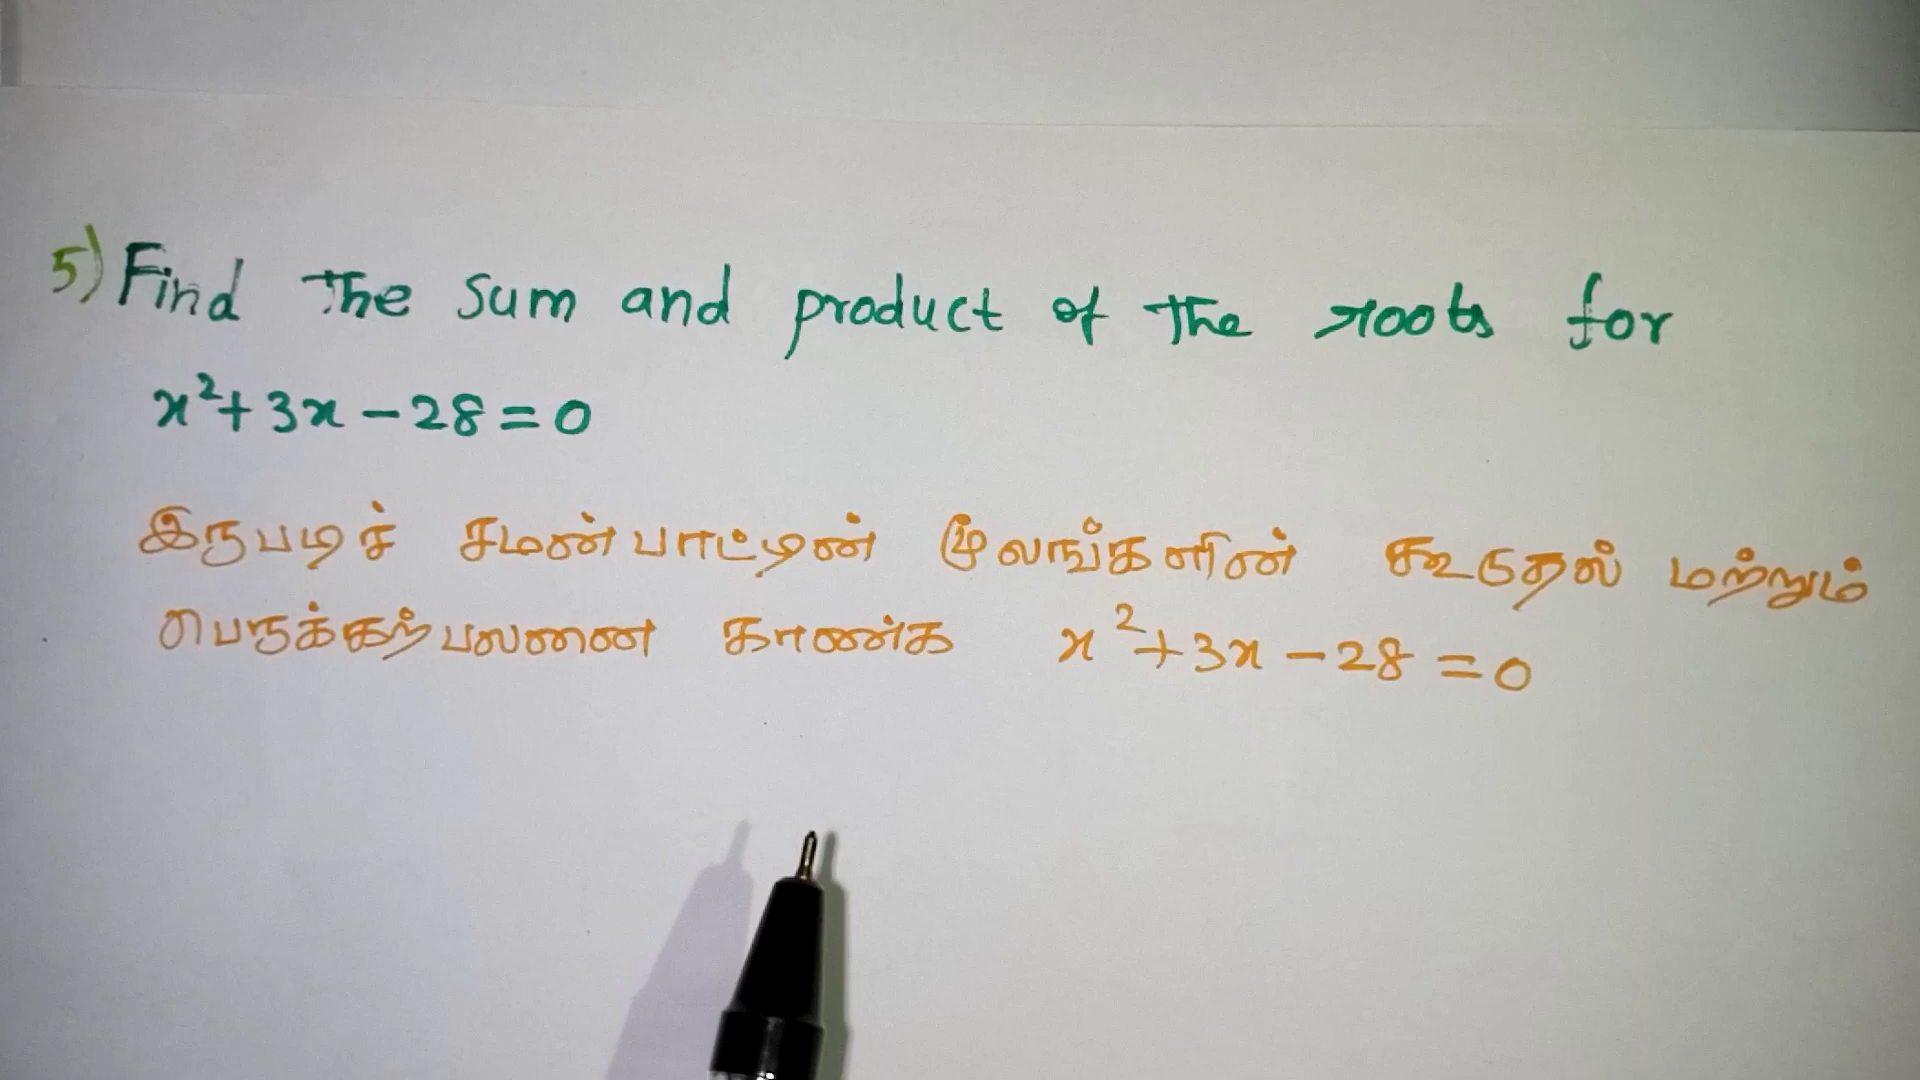 5) Find the sum and product of the roots for
x²+3x-28=0
இருபடிச் சமன்பாட்டின் மூலங்களின் கூடுதல் மற்றும்
பெருக்கற்பலனை காண்க x²+3x-28=0